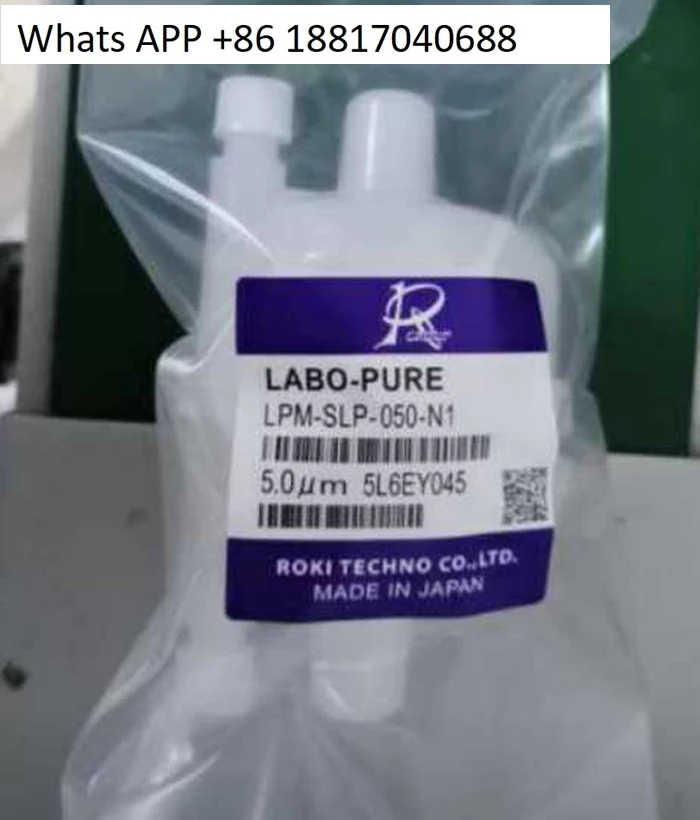 Whats APP +86 18817040688
R
GROUP
LABO-PURE
LPM-SLP-050-N1
5.0μm 5L6EY045
ROKI TECHNO CO.,LTD.
MADE IN JAPAN